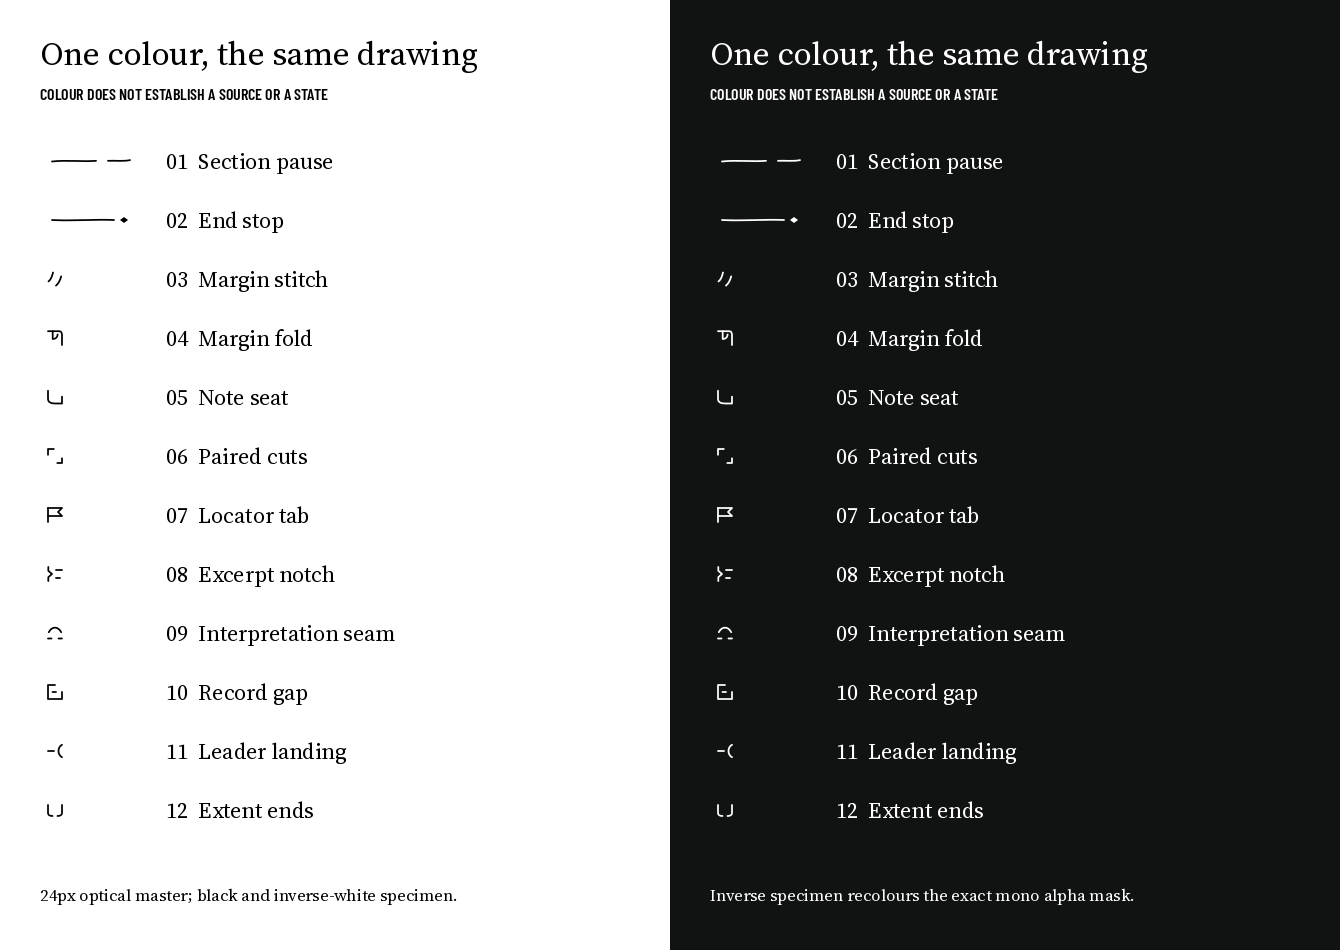 One colour, the same drawing
COLOUR DOES NOT ESTABLISH A SOURCE OR A STATE
01 Section pause
02 End stop
03 Margin stitch
04 Margin fold
05 Note seat
06 Paired cuts
07 Locator tab
08 Excerpt notch
09 Interpretation seam
10 Record gap
11 Leader landing
12 Extent ends
24px optical master; black and inverse-white specimen.
One colour, the same drawing
COLOUR DOES NOT ESTABLISH A SOURCE OR A STATE
01 Section pause
02 End stop
03 Margin stitch
04 Margin fold
05 Note seat
06 Paired cuts
07 Locator tab
08 Excerpt notch
09 Interpretation seam
10 Record gap
11 Leader landing
12 Extent ends
Inverse specimen recolours the exact mono alpha mask.